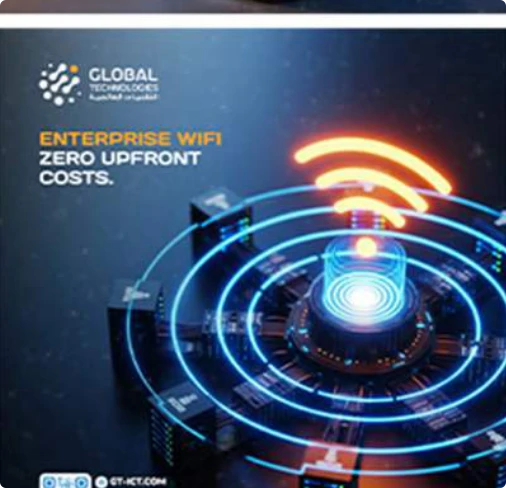 GLOBAL
TECHNOLOGIES
التقنيات العالمية
ENTERPRISE WIFI
ZERO UPFRONT
COSTS.
GT-ICT.COM